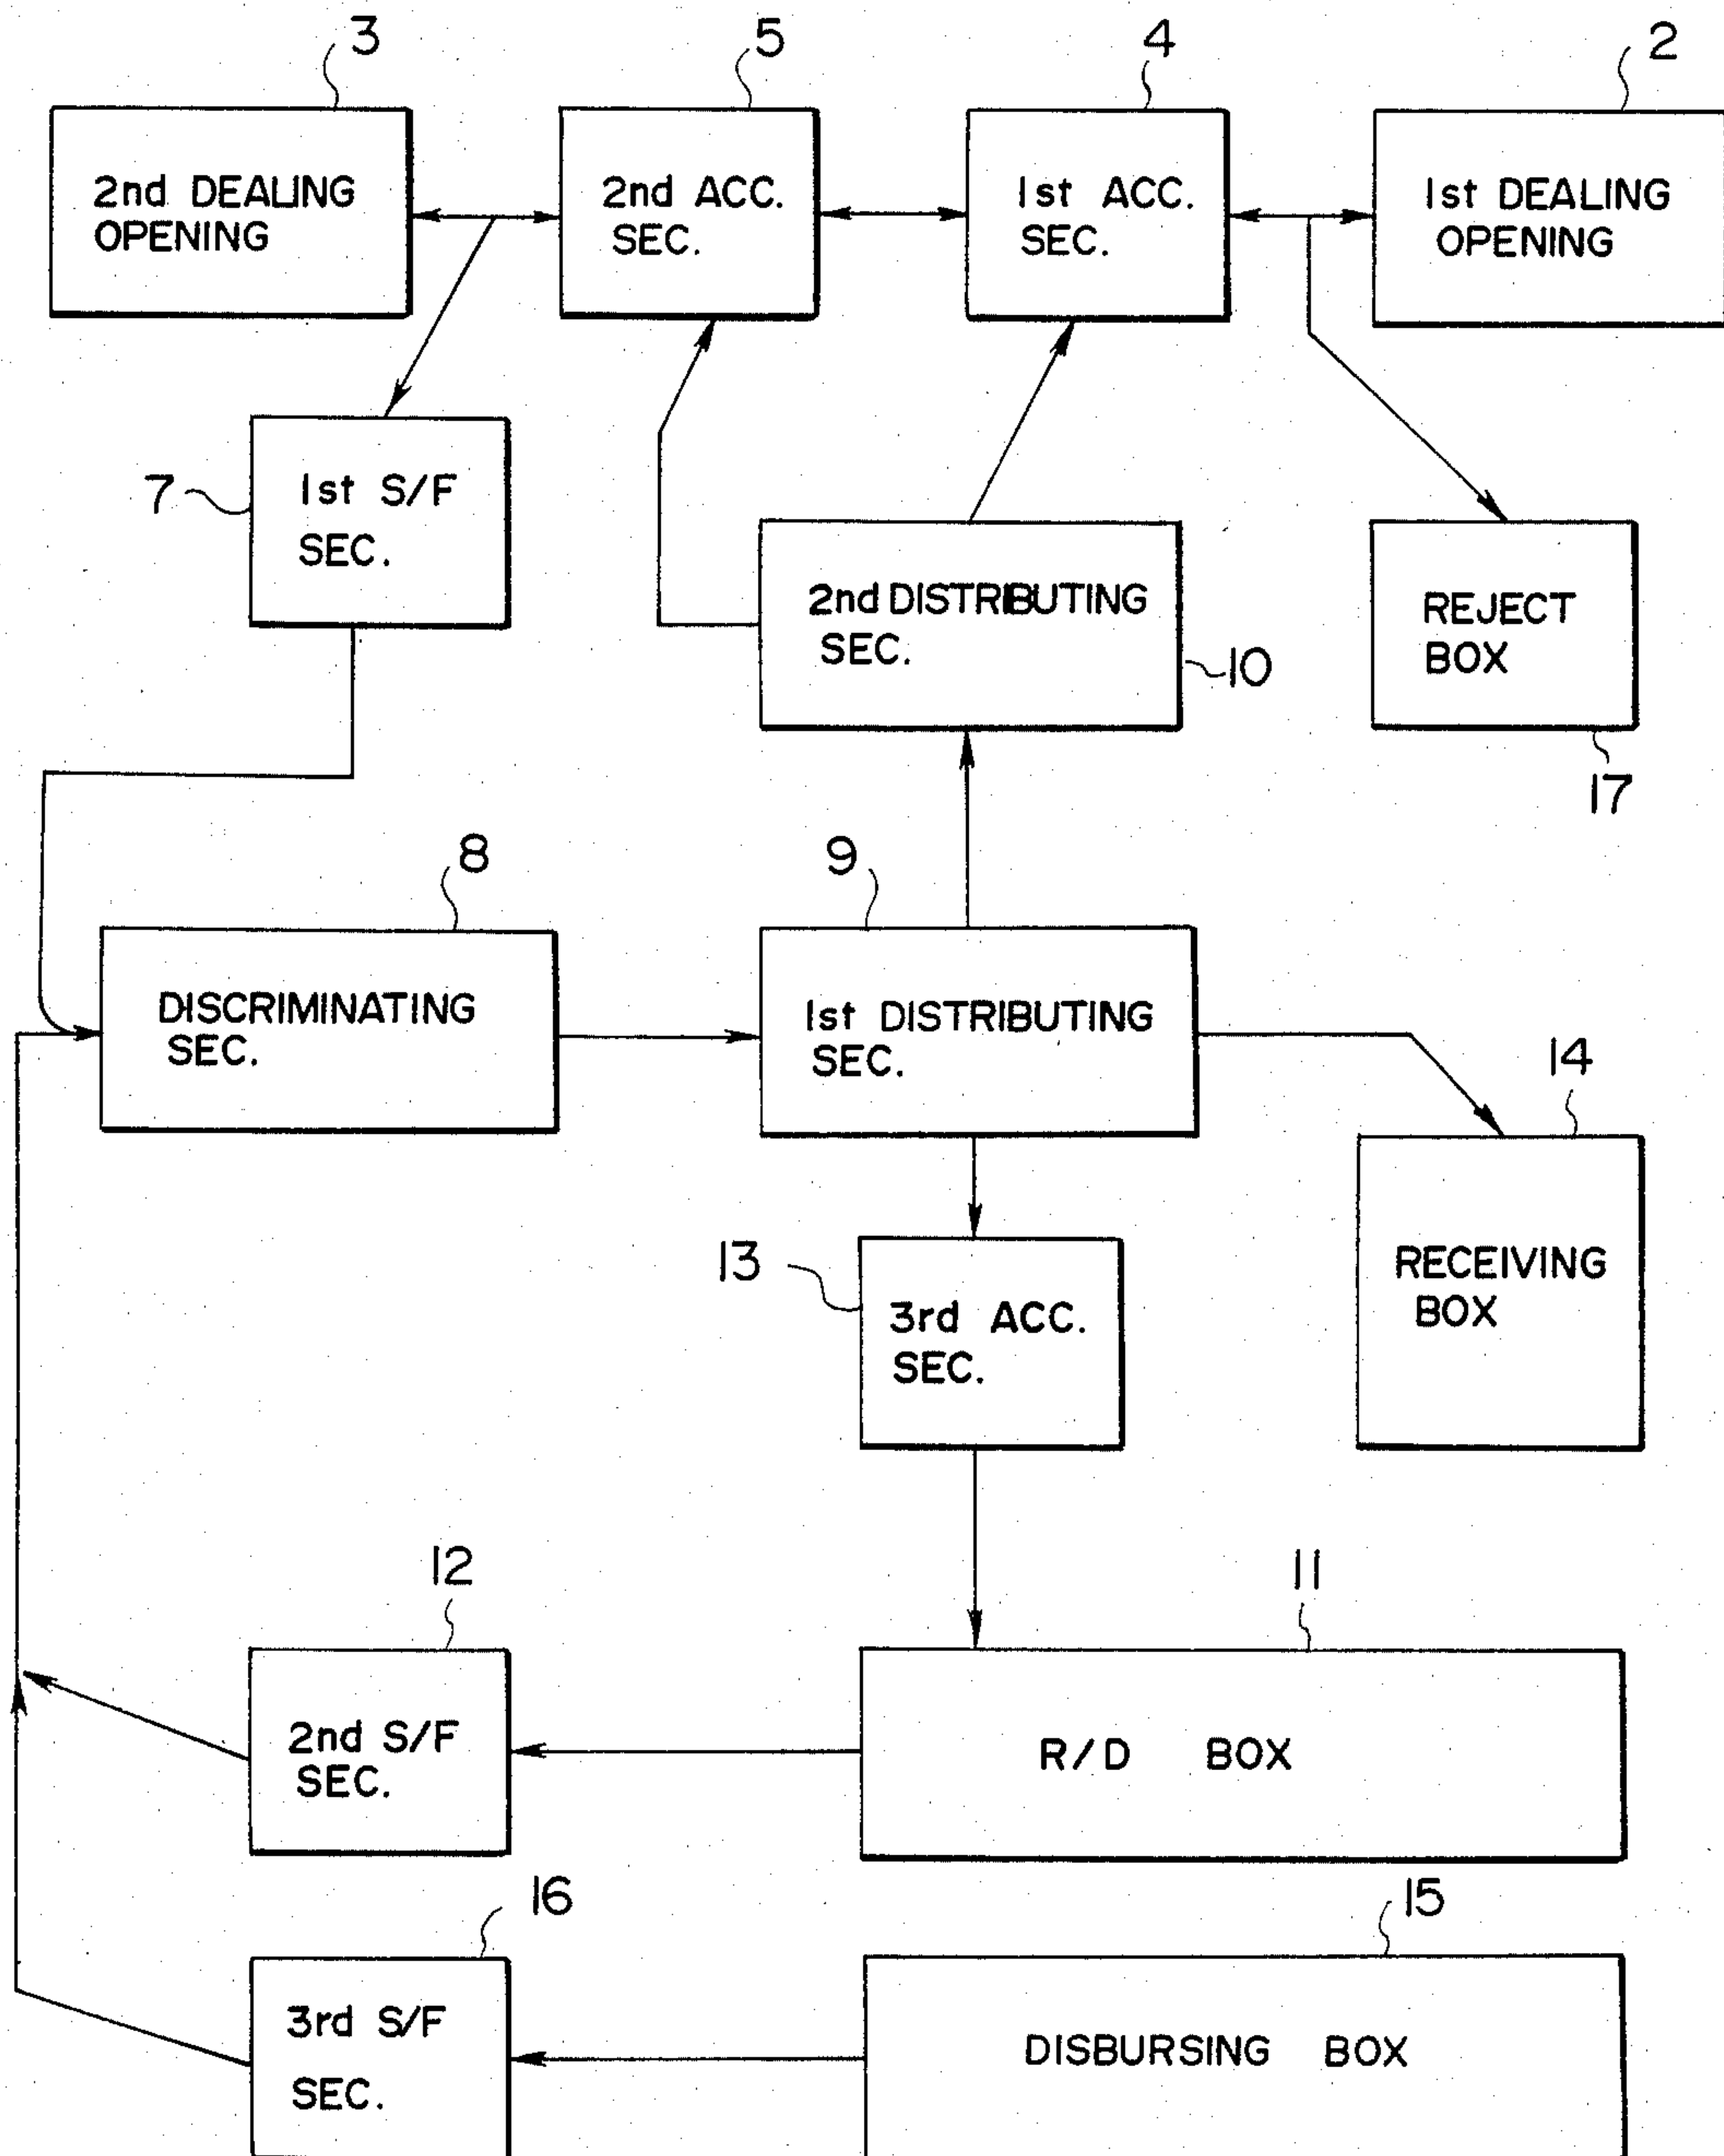 3
5
4
2
2nd DEALING
OPENING
2nd ACC.
SEC.
1st ACC.
SEC.
1st DEALING
OPENING
7
1st S/F
SEC.
2nd DISTRIBUTING
SEC.
10
REJECT
BOX
17
8
9
DISCRIMINATING
SEC.
1st DISTRIBUTING
SEC.
14
13
3rd ACC.
SEC.
RECEIVING
BOX
12
11
2nd S/F
SEC.
R/D BOX
16
15
3rd S/F
SEC.
DISBURSING BOX